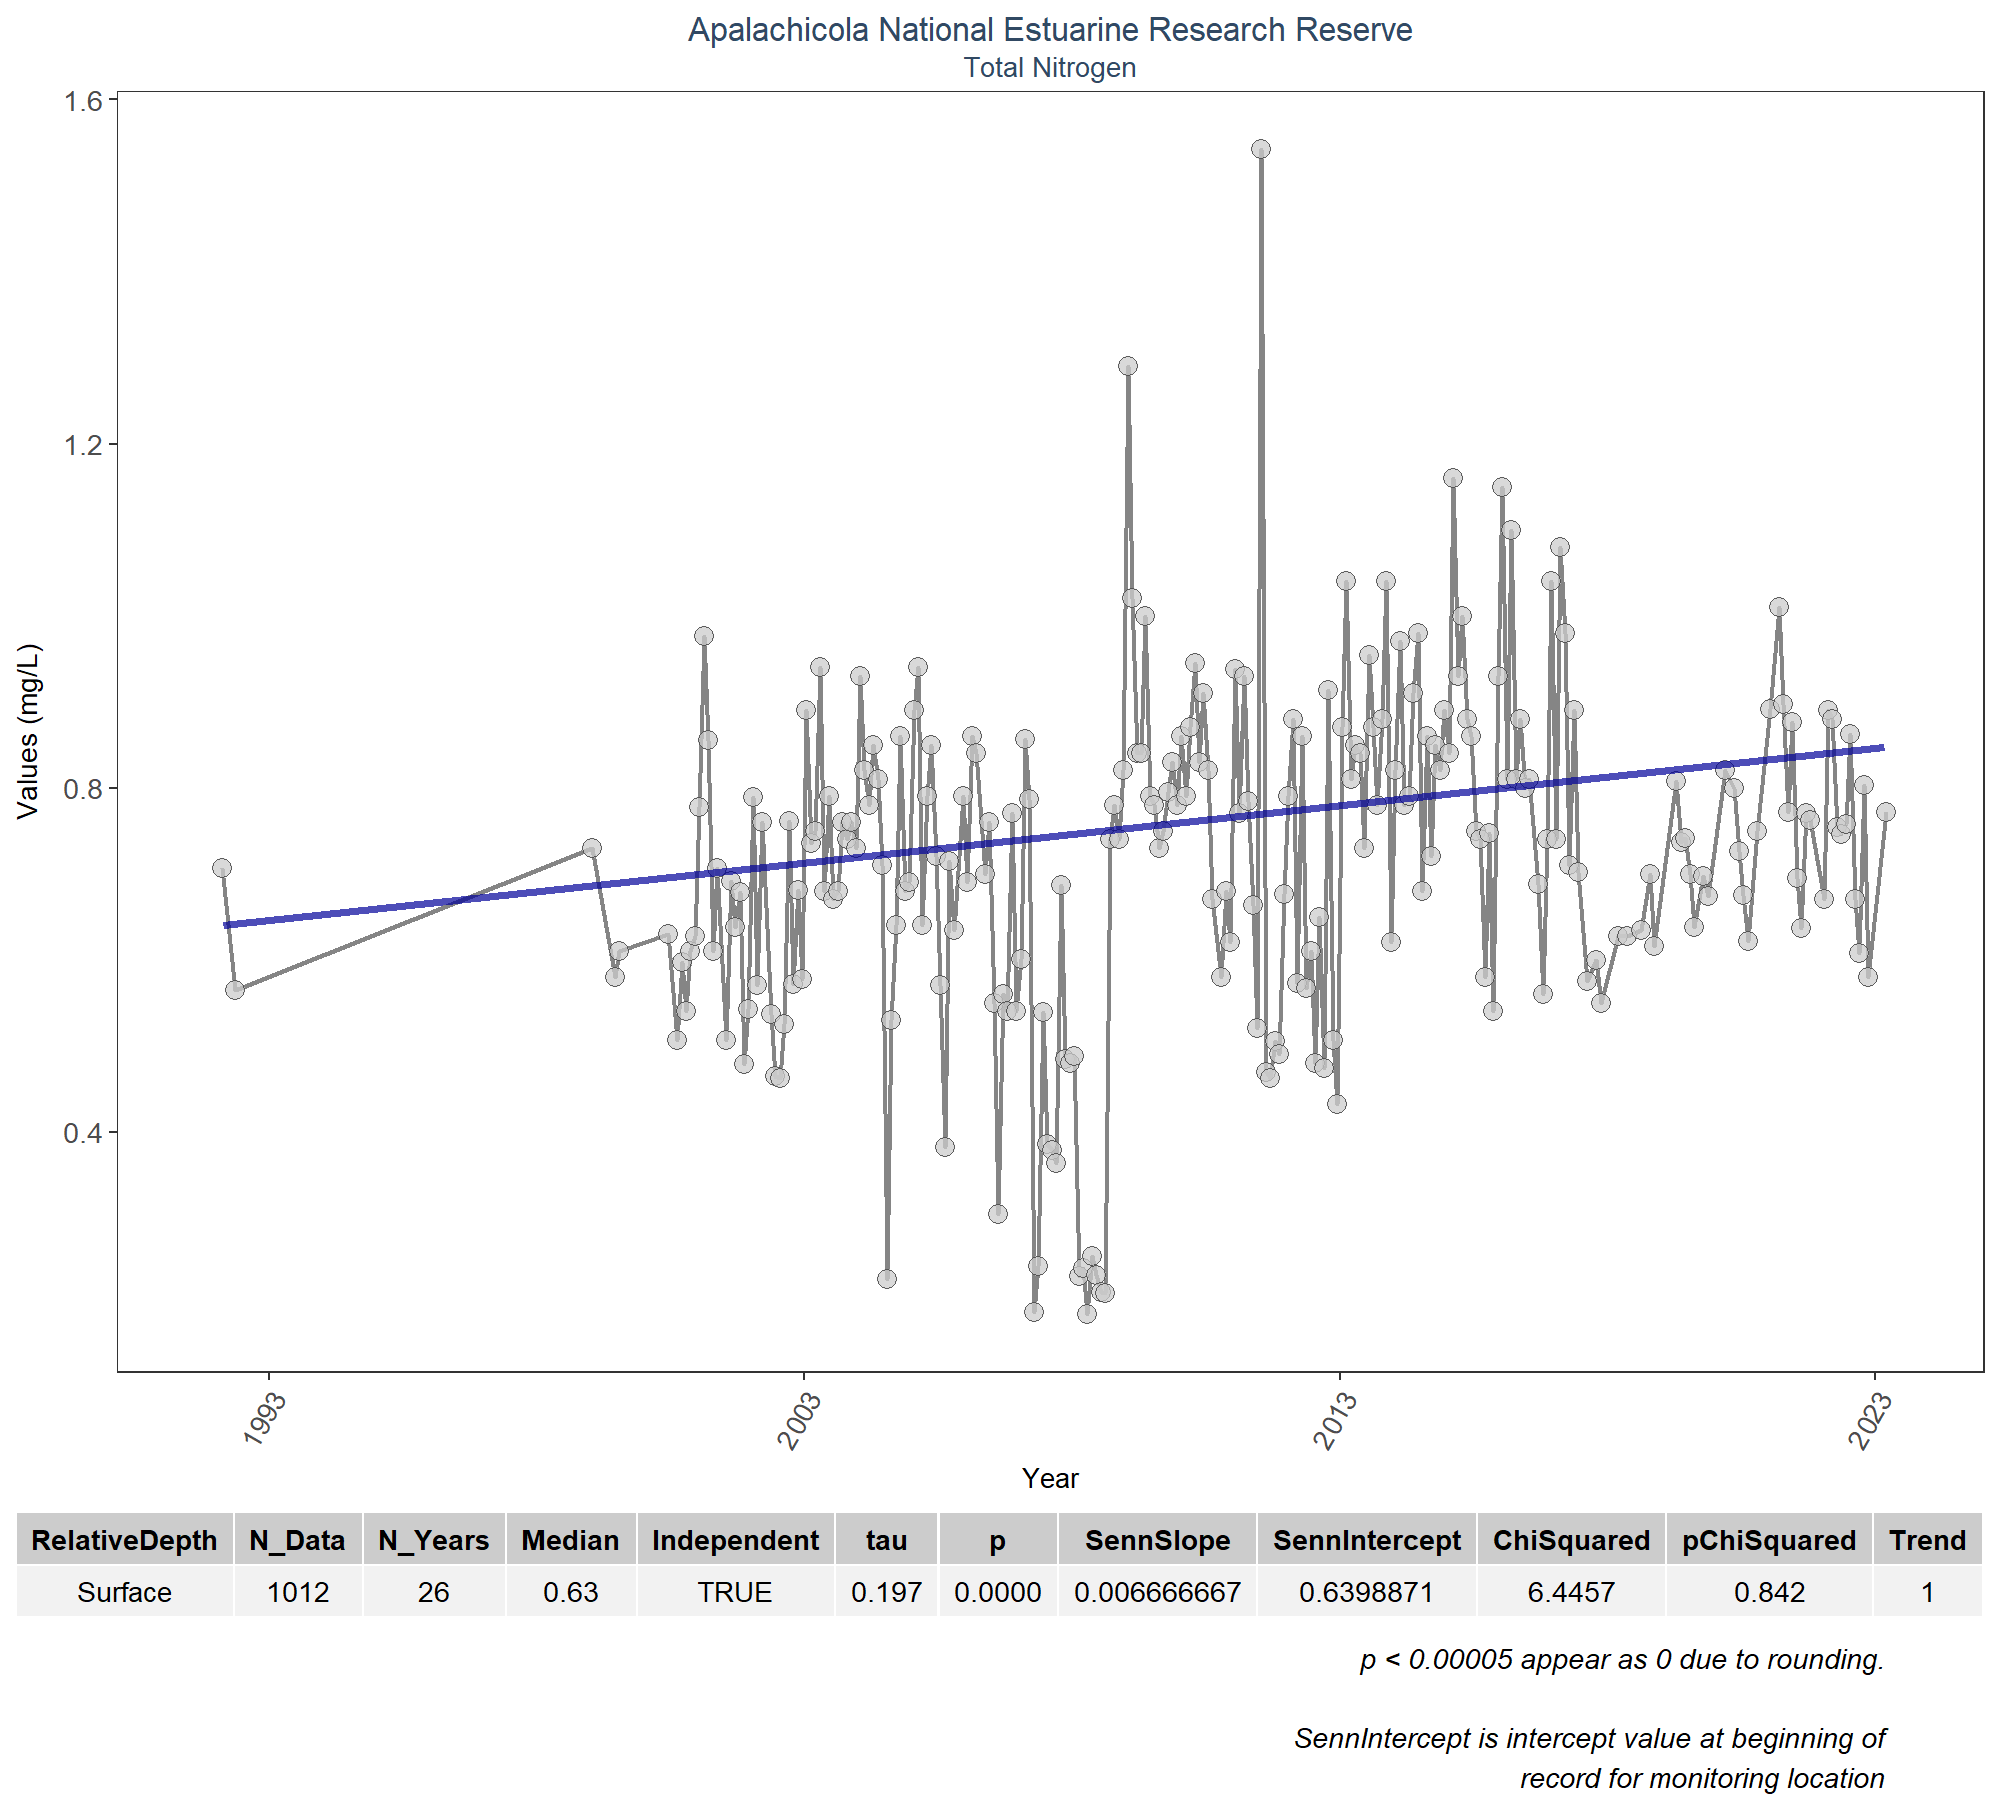 Apalachicola National Estuarine Research Reserve
Total Nitrogen
1.6
1.2
0.8
0.4
Values (mg/L)
1993 2003 2013 2023
Year
RelativeDepth N_Data N_Years Median Independent tau p SennSlope SennIntercept ChiSquared pChiSquared Trend
Surface 1012 26 0.63 TRUE 0.197 0.0000 0.006666667 0.6398871 6.4457 0.842 1
p < 0.00005 appear as 0 due to rounding.
SennIntercept is intercept value at beginning of
record for monitoring location